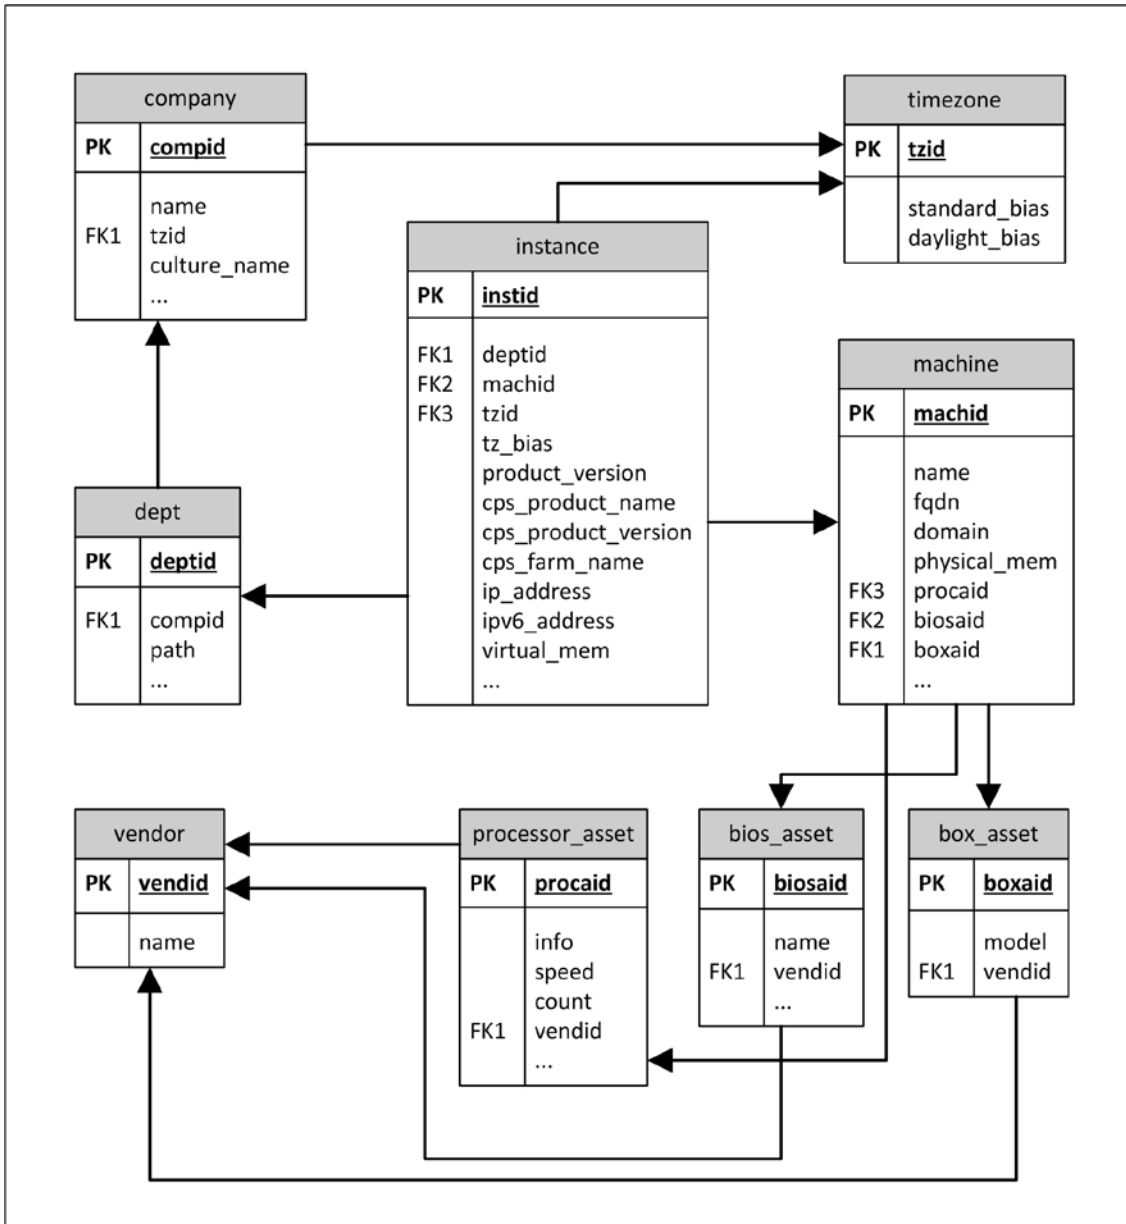 company
PK compid
name
FK1 tzid
culture_name
...
timezone
PK tzid
standard_bias
daylight_bias
instance
PK instid
FK1 deptid
FK2 machid
FK3 tzid
tz_bias
product_version
cps_product_name
cps_product_version
cps_farm_name
ip_address
ipv6_address
virtual_mem
...
machine
PK machid
name
fqdn
domain
physical_mem
FK3 procaid
FK2 biosaid
FK1 boxaid
...
dept
PK deptid
FK1 compid
path
...
vendor
PK vendid
name
processor_asset
PK procaid
info
speed
count
FK1 vendid
...
bios_asset
PK biosaid
name
FK1 vendid
...
box_asset
PK boxaid
model
FK1 vendid